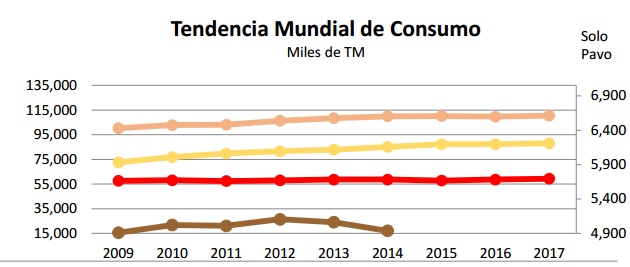 Tendencia Mundial de Consumo
Miles de TM
Solo
Pavo
135,000
115,000
95,000
75,000
55,000
35,000
15,000
6,900
6,400
5,900
5,400
4,900
2009 2010 2011 2012 2013 2014 2015 2016 2017